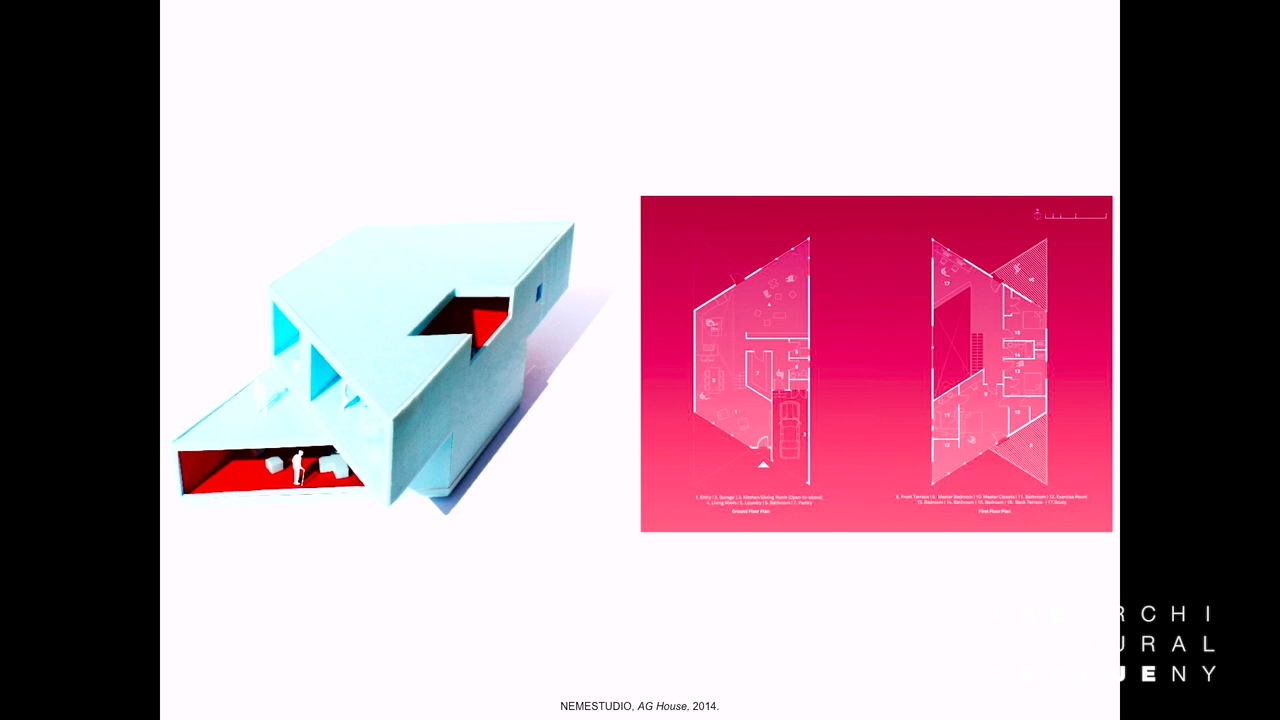 1. Entry | 2. Garage | 3. Kitchen/Dining Room (Open-to-above)
4. Living Room | 5. Laundry | 6. Bathroom | 7. Pantry
Ground Floor Plan
8. Front Terrace | 9. Master Bedroom | 10. Master Closets | 11. Bathroom | 12. Exercise Room
13. Bedroom | 14. Bathroom | 15. Bedroom | 16. Back Terrace | 17. Study
First Floor Plan
RCHI
URAL
UENY
NEMESTUDIO, AG House, 2014.